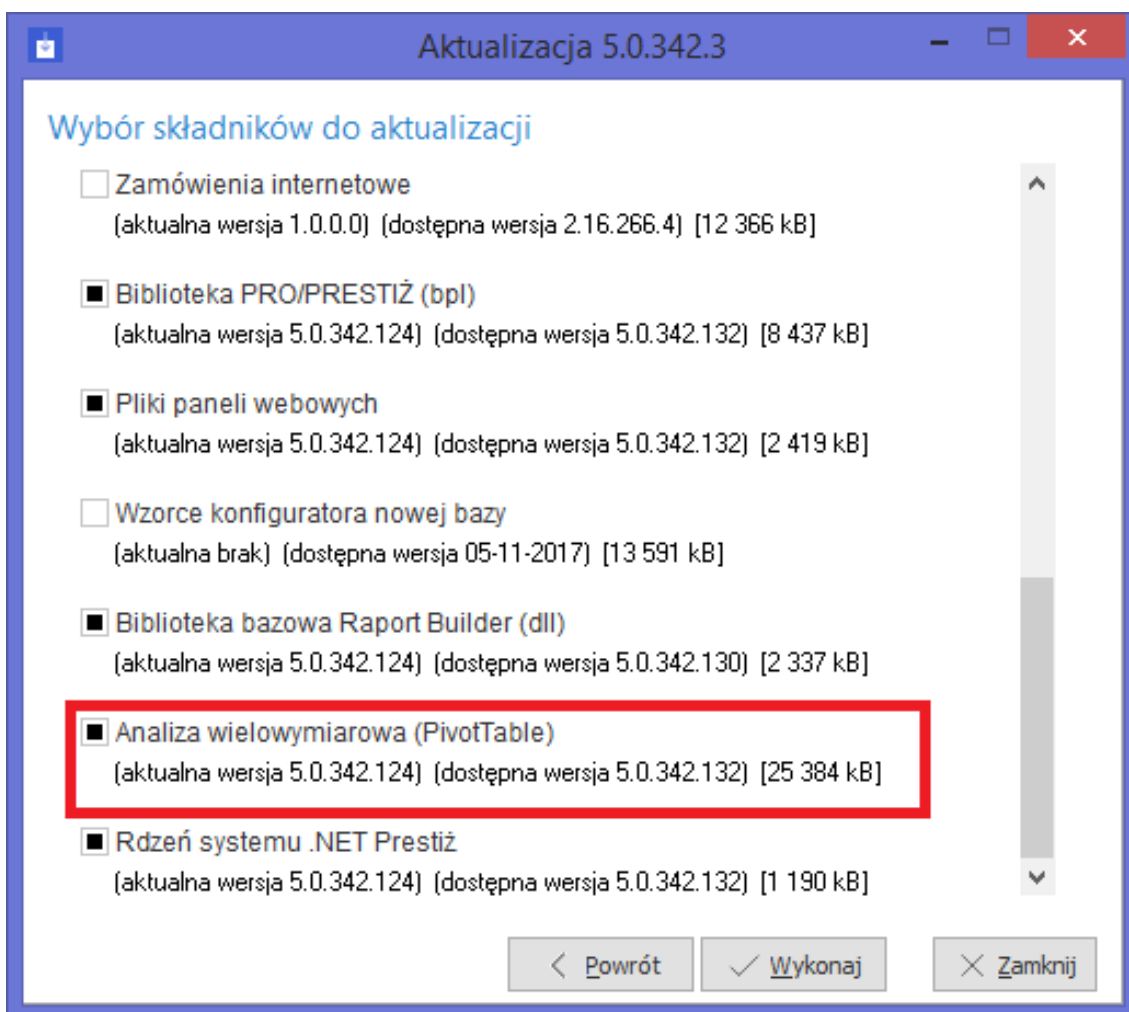 Aktualizacja 5.0.342.3
Wybór składników do aktualizacji
Zamówienia internetowe
(aktualna wersja 1.0.0.0) (dostępna wersja 2.16.266.4) [12 366 kB]
Biblioteka PRO/PRESTIŻ (bpl)
(aktualna wersja 5.0.342.124) (dostępna wersja 5.0.342.132) [8 437 kB]
Pliki paneli webowych
(aktualna wersja 5.0.342.124) (dostępna wersja 5.0.342.132) [2 419 kB]
Wzorce konfiguratora nowej bazy
(aktualna brak) (dostępna wersja 05-11-2017) [13 591 kB]
Biblioteka bazowa Raport Builder (dll)
(aktualna wersja 5.0.342.124) (dostępna wersja 5.0.342.130) [2 337 kB]
Analiza wielowymiarowa (PivotTable)
(aktualna wersja 5.0.342.124) (dostępna wersja 5.0.342.132) [25 384 kB]
Rdzeń systemu .NET Prestiż
(aktualna wersja 5.0.342.124) (dostępna wersja 5.0.342.132) [1 190 kB]
Powrót Wykonaj Zamknij